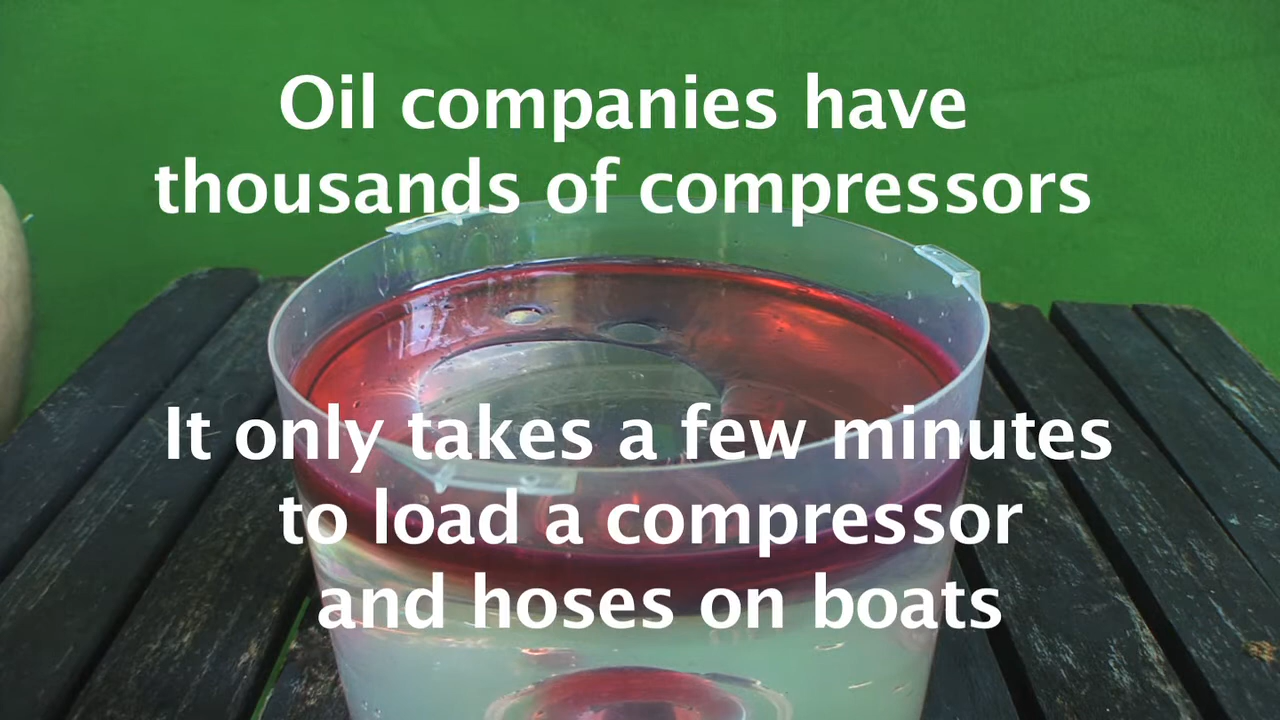 Oil companies have
thousands of compressors
It only takes a few minutes
to load a compressor
and hoses on boats